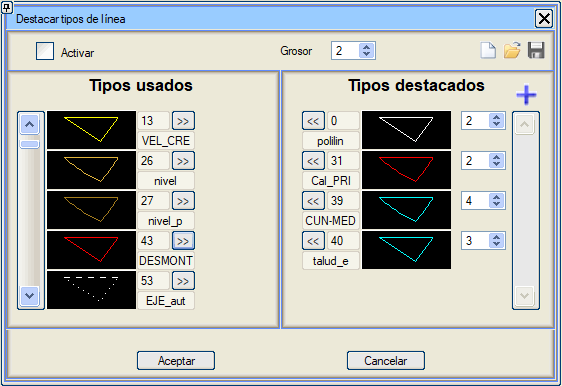 Destacar tipos de línea
Activar
Grosor
2
Tipos usados
13
>>
VEL_CRE
26
>>
nivel
27
>>
nivel_p
43
>>
DESMONT
53
>>
EJE_aut
Tipos destacados
<<
0
2
polilin
<<
31
2
Cal_PRI
<<
39
4
CUN-MED
<<
40
3
talud_e
Aceptar
Cancelar